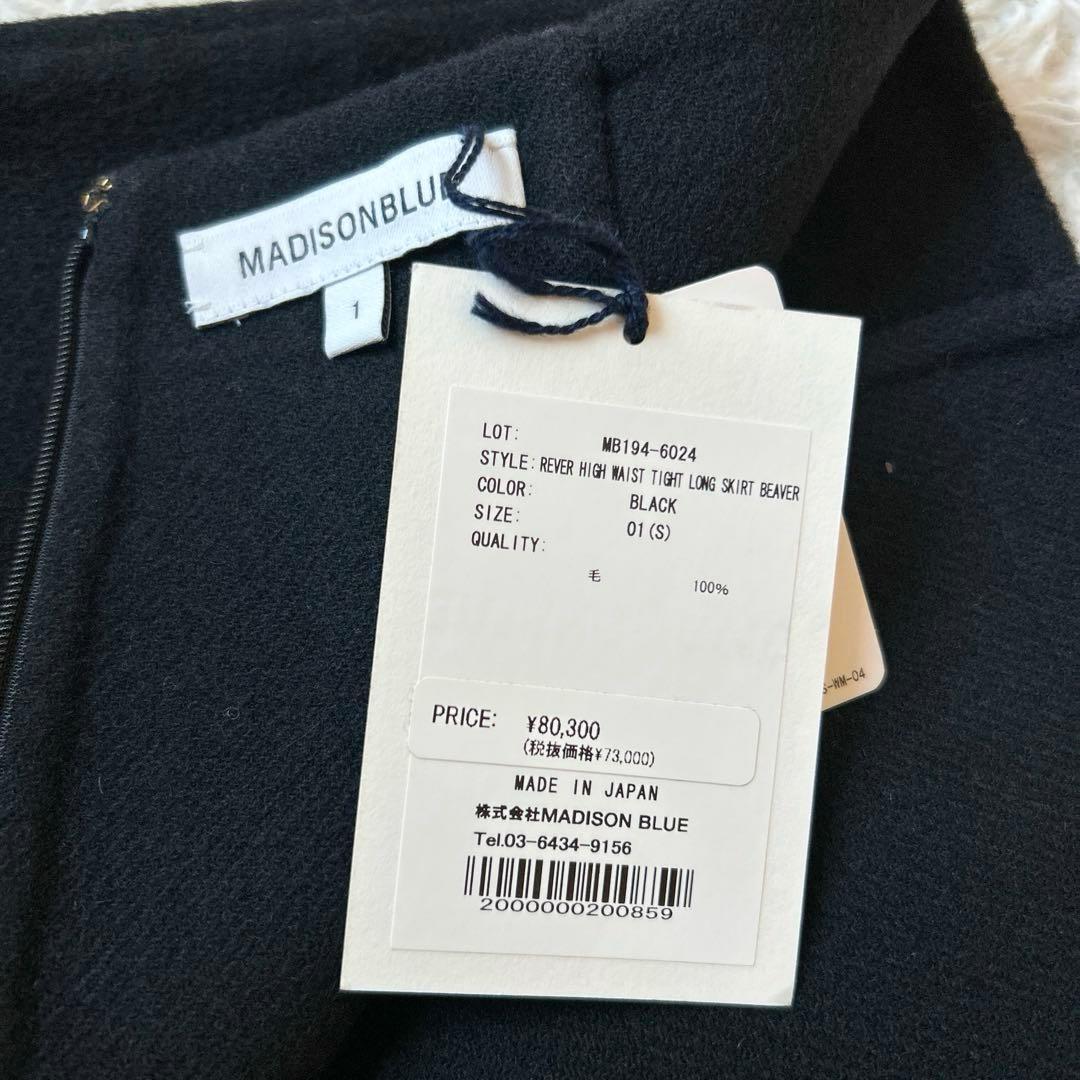 MADISONBLUE
1
LOT: MB194-6024
STYLE: REVER HIGH WAIST TIGHT LONG SKIRT BEAVER
COLOR: BLACK
SIZE: 01(S)
QUALITY:
毛 100%
-WM-04
PRICE: ¥80,300
(税抜価格¥73,000)
MADE IN JAPAN
株式会社MADISON BLUE
Tel.03-6434-9156
2000000200859